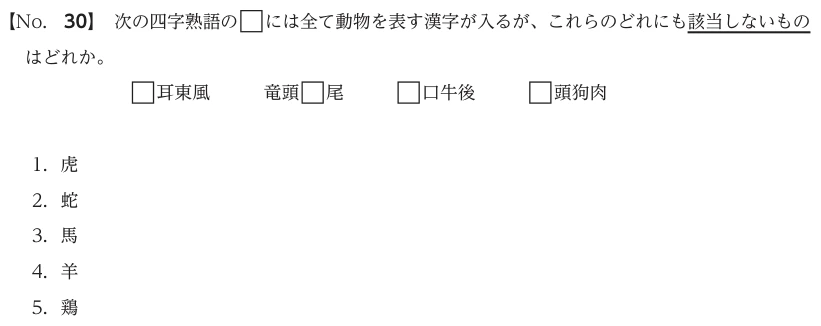 【No. 30】 次の四字熟語の□には全て動物を表す漢字が入るが、これらのどれにも該当しないもの
はどれか。
□耳東風　竜頭□尾　□口牛後　□頭狗肉
1. 虎
2. 蛇
3. 馬
4. 羊
5. 鶏